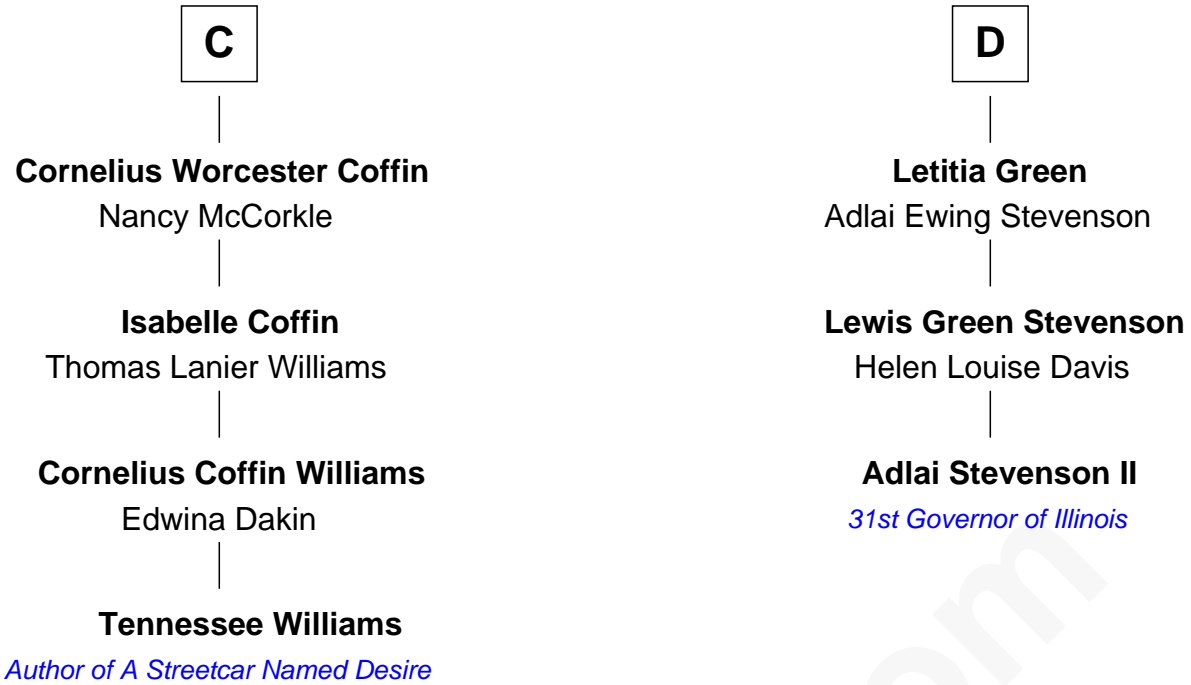 C
Cornelius Worcester Coffin
Nancy McCorkle
Isabelle Coffin
Thomas Lanier Williams
Cornelius Coffin Williams
Edwina Dakin
Tennessee Williams
Author of A Streetcar Named Desire
D
Letitia Green
Adlai Ewing Stevenson
Lewis Green Stevenson
Helen Louise Davis
Adlai Stevenson II
31st Governor of Illinois
om